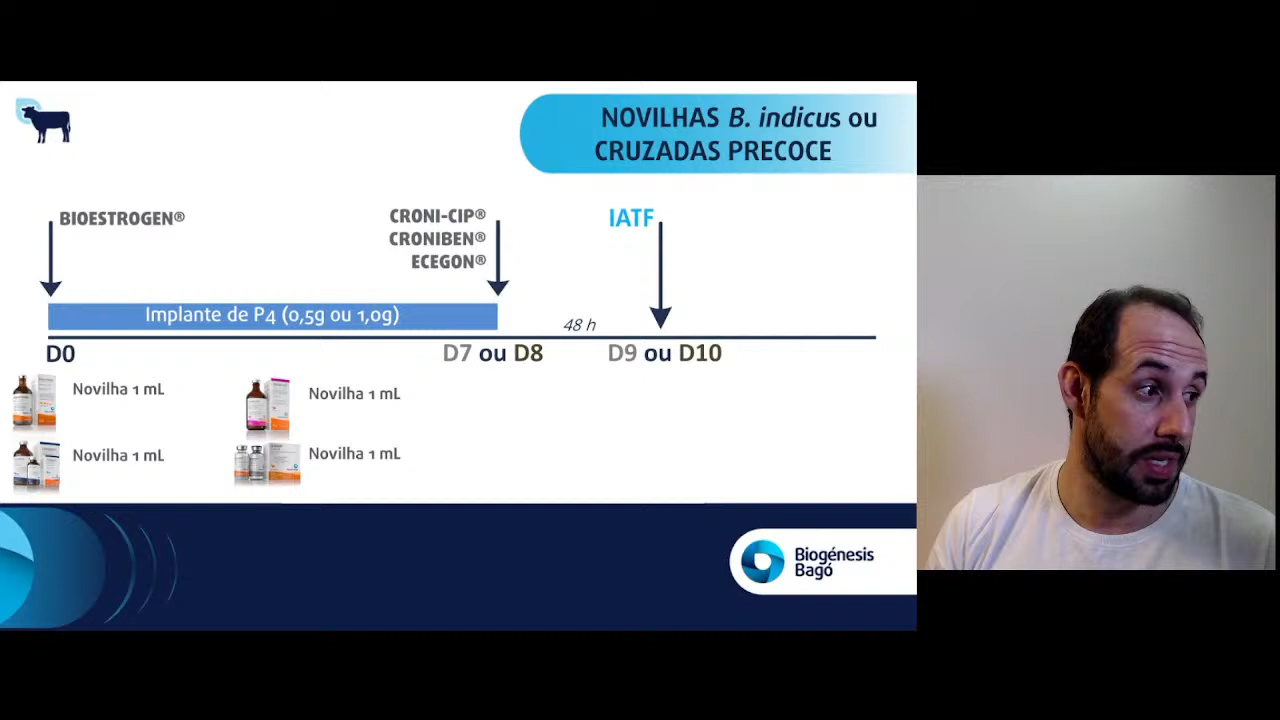 NOVILHAS B. indicus ou
CRUZADAS PRECOCE
BIOESTROGEN®
CRONI-CIP®
CRONIBEN®
ECEGON®
IATF
Implante de P4 (0,5g ou 1,0g)
48 h
D0
D7 ou D8
D9 ou D10
Novilha 1 mL
Novilha 1 mL
Novilha 1 mL
Novilha 1 mL
Biogénesis
Bagó